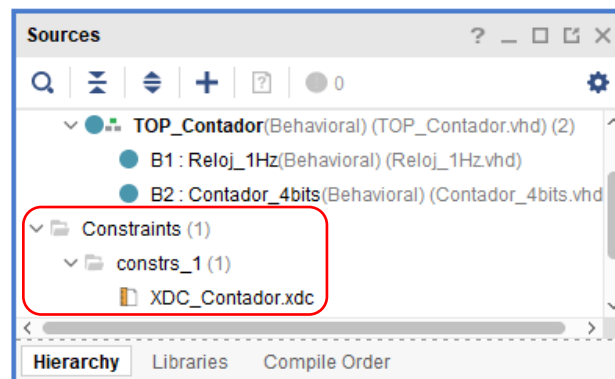 Sources
? _
0
TOP_Contador(Behavioral) (TOP_Contador.vhd) (2)
B1 : Reloj_1Hz(Behavioral) (Reloj_1Hz.vhd)
B2 : Contador_4bits(Behavioral) (Contador_4bits.vhd
Constraints (1)
constrs_1 (1)
XDC_Contador.xdc
Hierarchy Libraries Compile Order